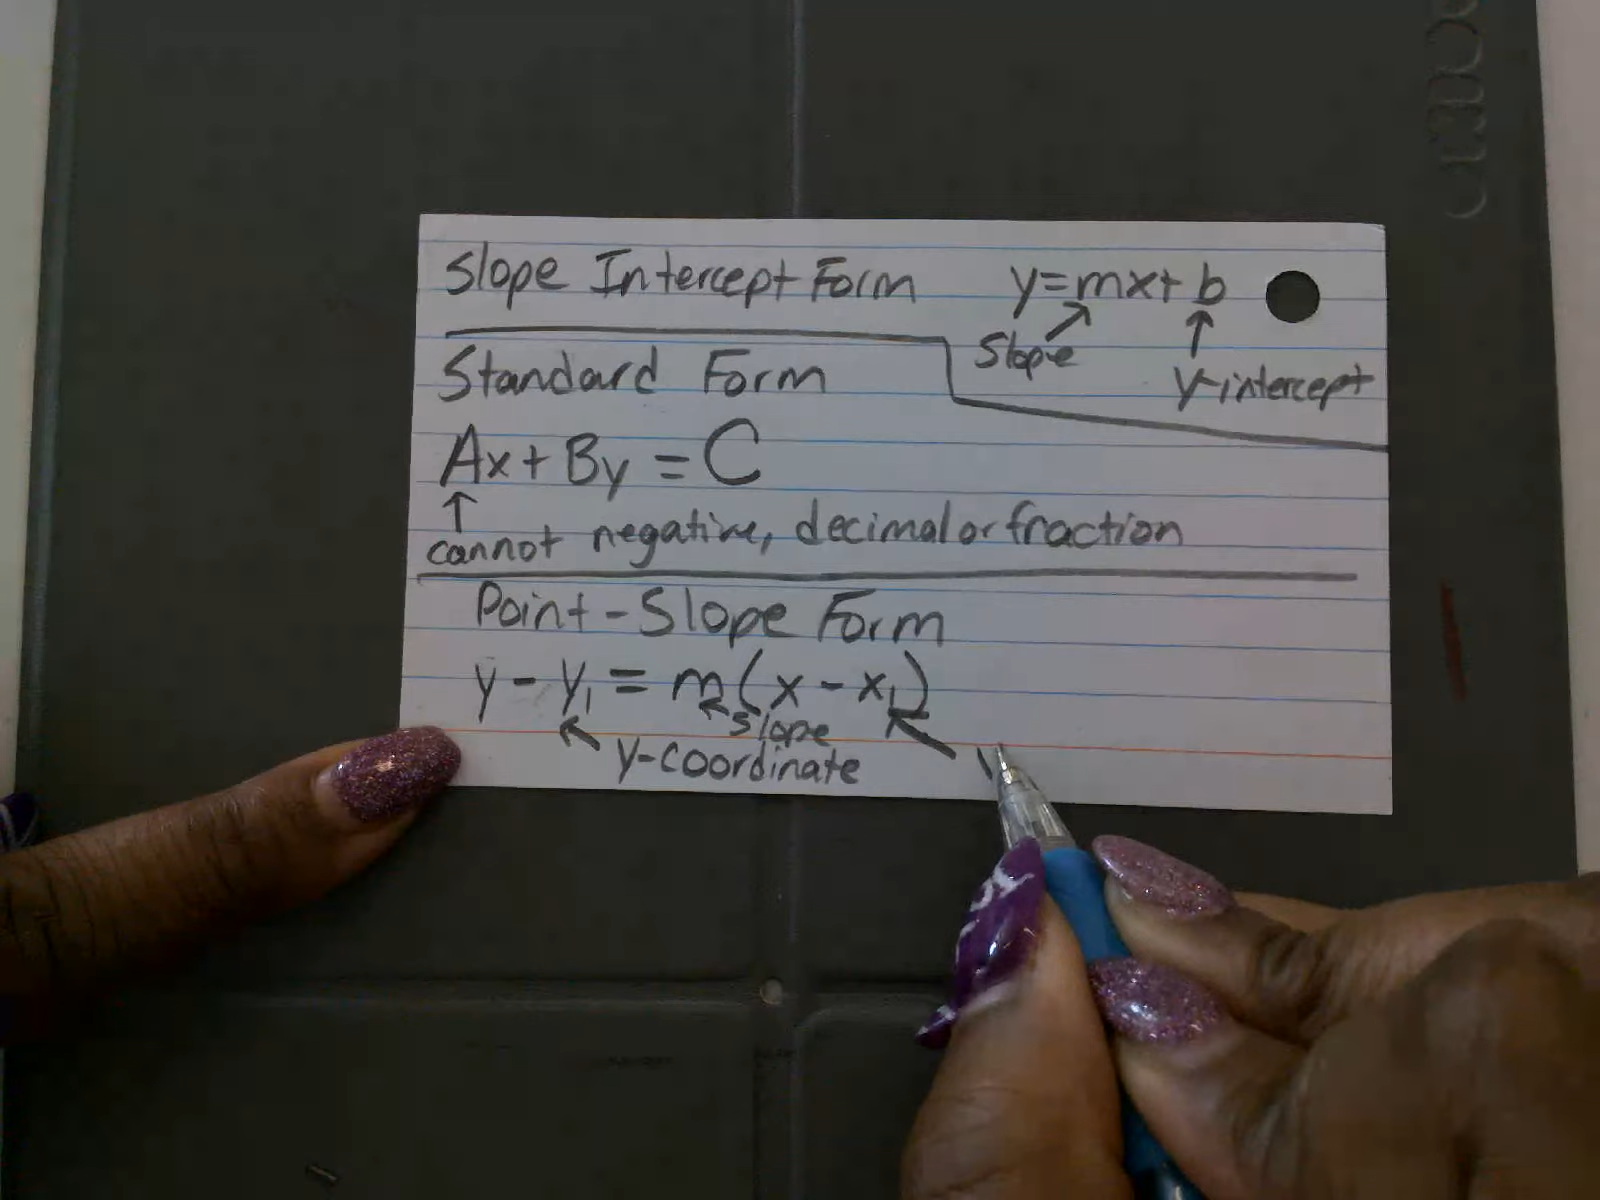 Slope Intercept Form y=mx+b
Slope
y-intercept
Standard Form
Ax + By = C
cannot negative, decimal or fraction
Point-Slope Form
y - y₁ = m(x - x₁)
slope
y-coordinate